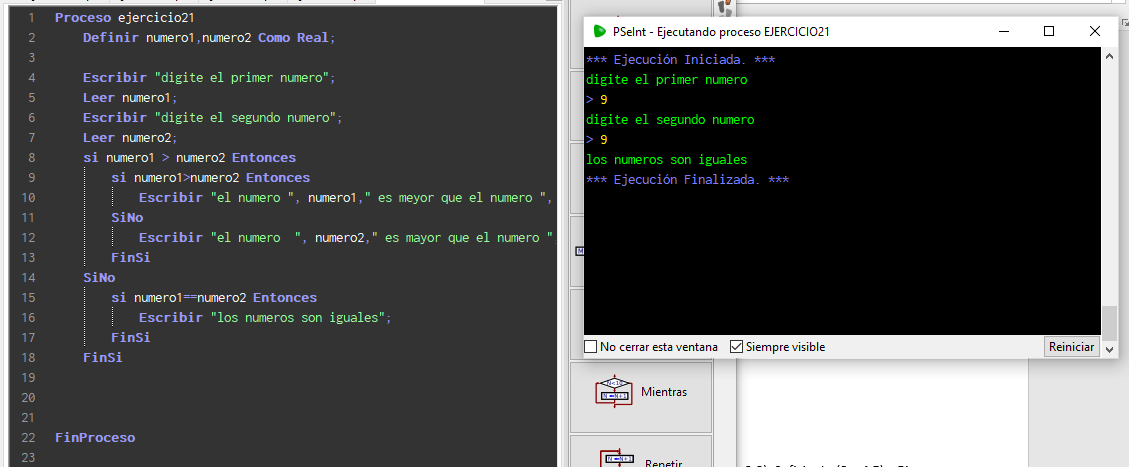 1 Proceso ejercicio21
2 Definir numero1,numero2 Como Real;
3
4 Escribir "digite el primer numero";
5 Leer numero1;
6 Escribir "digite el segundo numero";
7 Leer numero2;
8 si numero1 > numero2 Entonces
9 si numero1>numero2 Entonces
10 Escribir "el numero ", numero1," es meyor que el numero ",
11 SiNo
12 Escribir "el numero  ", numero2," es mayor que el numero "
13 FinSi
14 SiNo
15 si numero1==numero2 Entonces
16 Escribir "los numeros son iguales";
17 FinSi
18 FinSi
19
20
21
22 FinProceso
23
PSeInt - Ejecutando proceso EJERCICIO21
*** Ejecución Iniciada. ***
digite el primer numero
> 9
digite el segundo numero
> 9
los numeros son iguales
*** Ejecución Finalizada. ***
No cerrar esta ventana
Siempre visible
Reiniciar
Mientras
Repetir